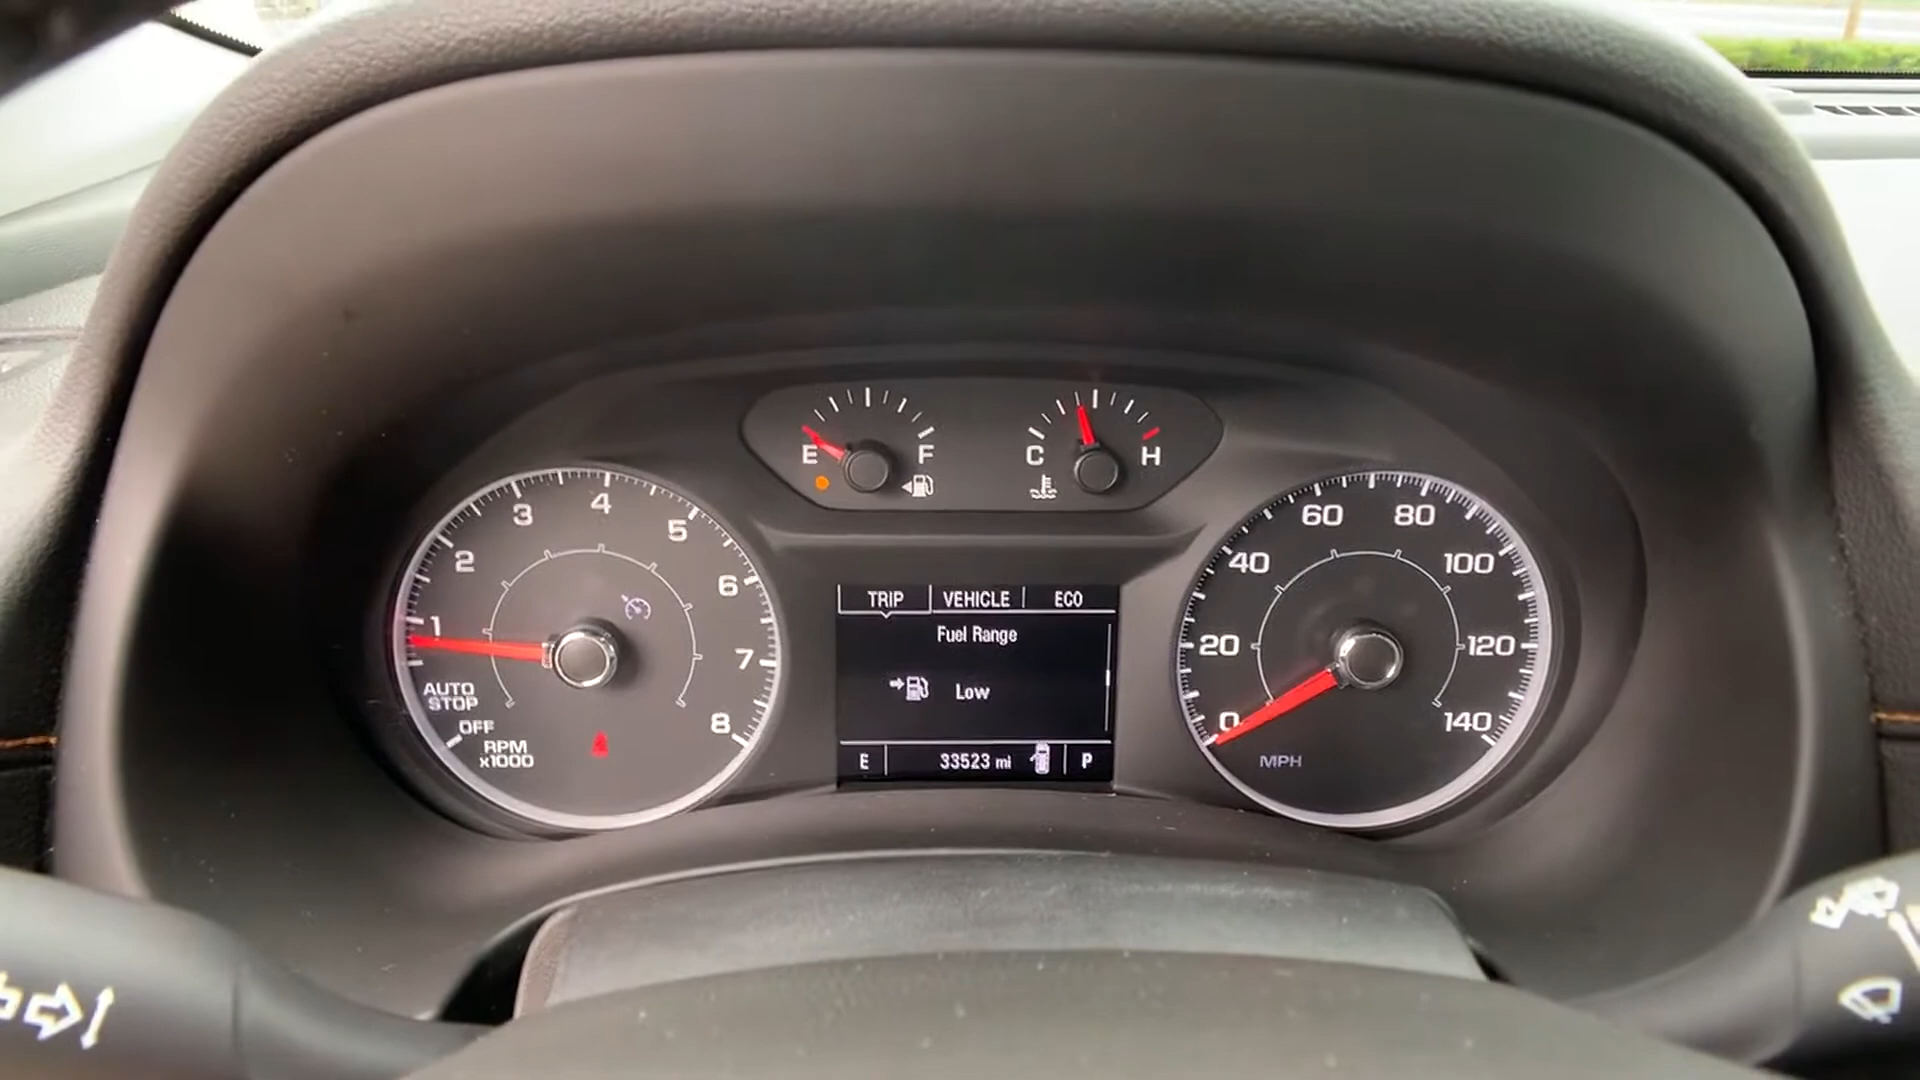 E F
C H
1
2
3
4
5
6
7
8
AUTO
STOP
OFF
RPM
x1000
TRIP VEHICLE ECO
Fuel Range
Low
E 33523 mi P
0
20
40
60
80
100
120
140
MPH